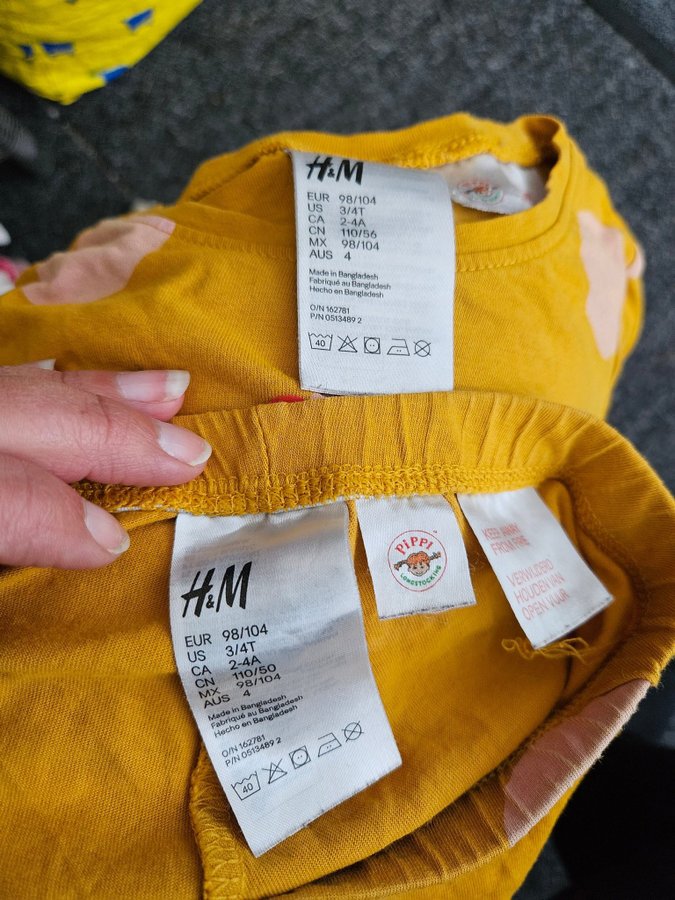 H&M
EUR 98/104
US 3/4T
CA 2-4A
CN 110/56
MX 98/104
AUS 4
Made in Bangladesh
Fabriqué au Bangladesh
Hecho en Bangladesh
O/N 162781
P/N 0513489 2
40
H&M
EUR 98/104
US 3/4T
CA 2-4A
CN 110/50
MX 98/104
AUS 4
Made in Bangladesh
Fabriqué au Bangladesh
Hecho en Bangladesh
O/N 162781
P/N 0513489 2
40
PiPPi
LONGSTOCKING
KEEP AWAY
FROM FIRE
VERWIJDERD
HOUDEN VAN
OPEN VUUR